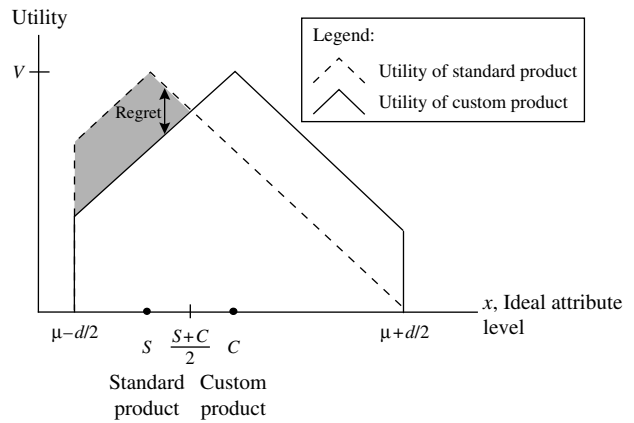 Utility
Legend:
Utility of standard product
Utility of custom product
V
Regret
x, Ideal attribute
level
μ−d/2
S
S+C
2
C
μ+d/2
Standard
product
Custom
product